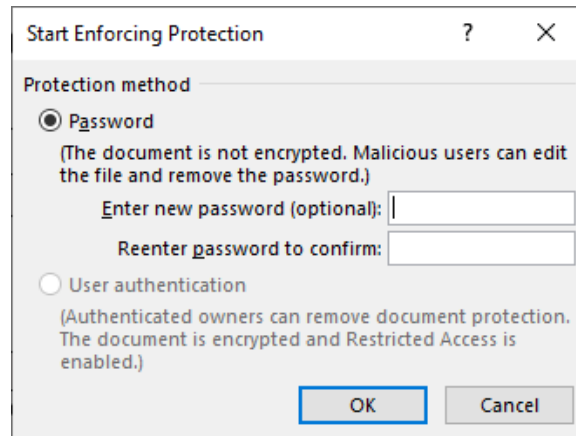 Start Enforcing Protection ? X
Protection method
Password
(The document is not encrypted. Malicious users can edit
the file and remove the password.)
Enter new password (optional):
Reenter password to confirm:
User authentication
(Authenticated owners can remove document protection.
The document is encrypted and Restricted Access is
enabled.)
OK Cancel